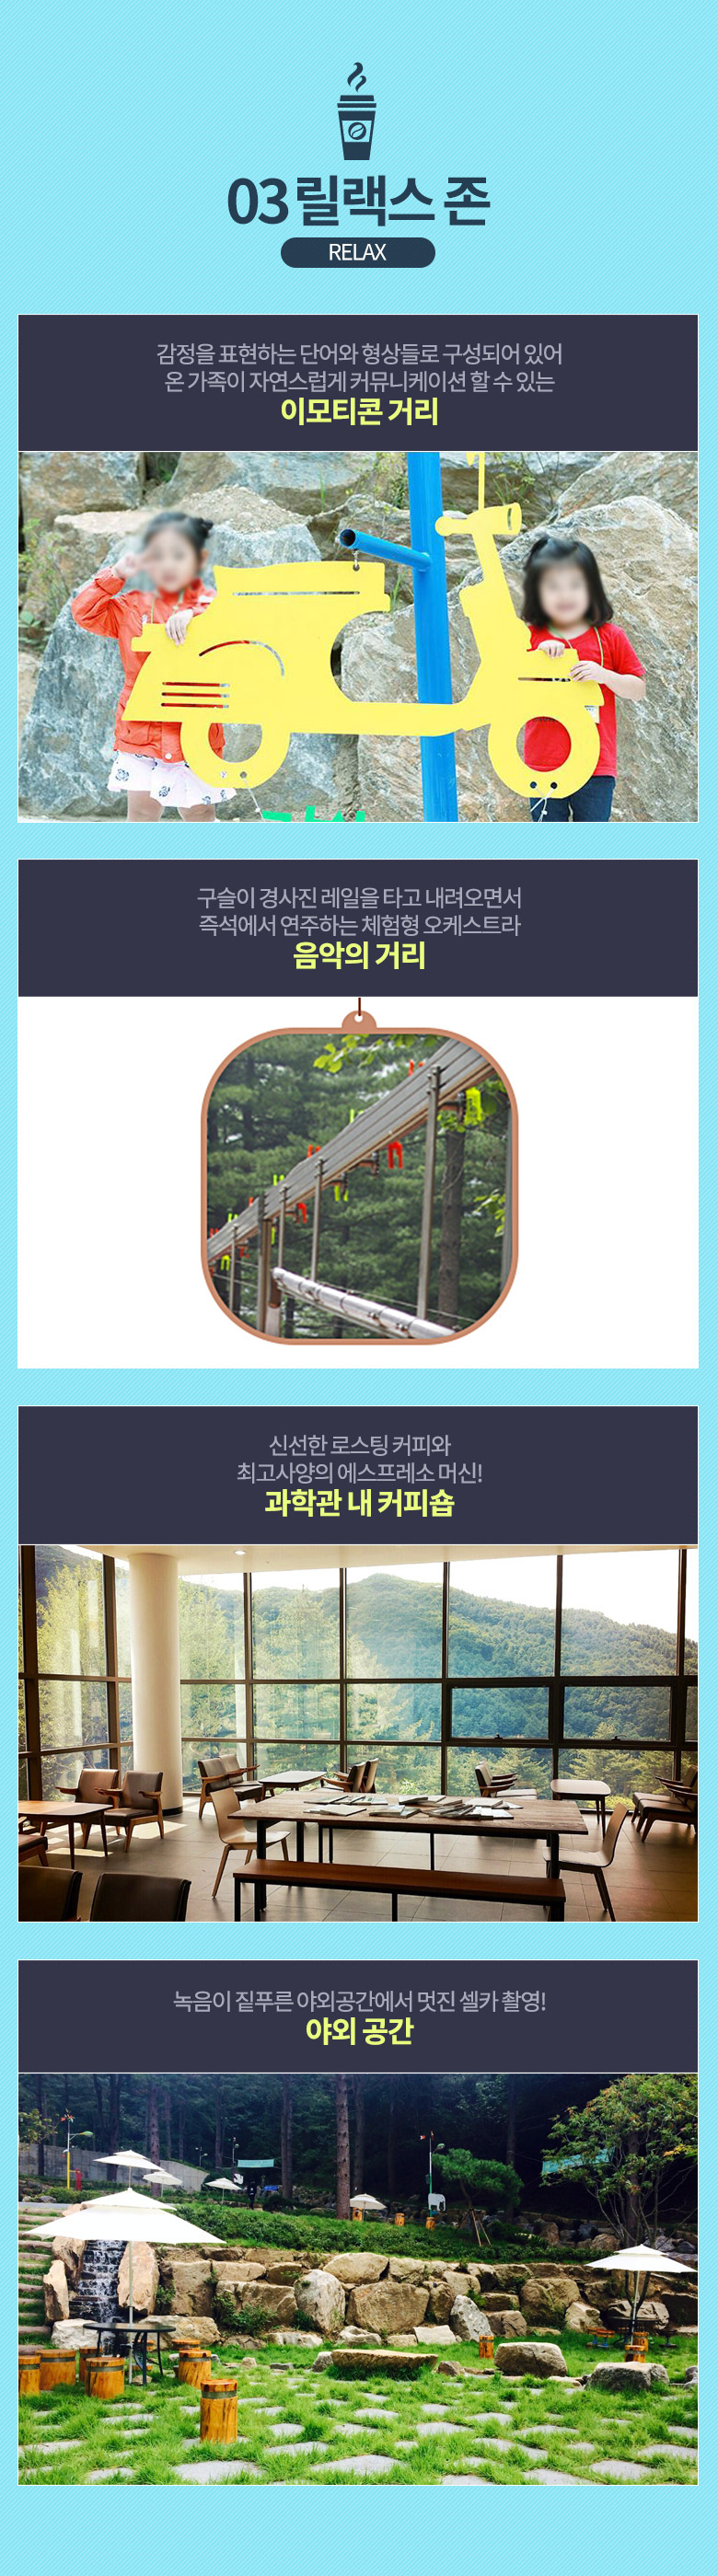 03 릴랙스 존
RELAX
감정을 표현하는 단어와 형상들로 구성되어 있어
온 가족이 자연스럽게 커뮤니케이션 할 수 있는
이모티콘 거리
구슬이 경사진 레일을 타고 내려오면서
즉석에서 연주하는 체험형 오케스트라
음악의 거리
신선한 로스팅 커피와
최고사양의 에스프레소 머신!
과학관 내 커피숍
녹음이 짙푸른 야외공간에서 멋진 셀카 촬영!
야외 공간